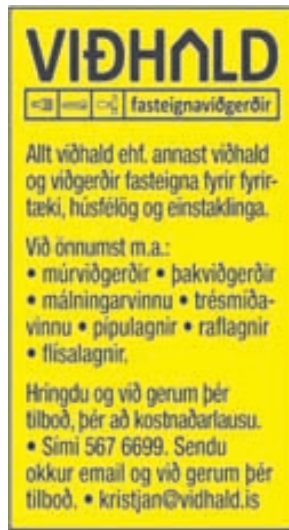 VIÐHALD
fasteignaviðgerðir
Allt viðhald ehf. annast viðhald
og viðgerðir fasteigna fyrir fyrir-
tæki, húsfélög og einstaklinga.
Við önnumst m.a.:
• múrviðgerðir • þakviðgerðir
• málningarvinnu • trésmíða-
vinnu • pípulagnir • raflagnir
• flísalagnir.
Hringdu og við gerum þér
tilboð, þér að kostnaðarlausu.
• Sími 567 6699. Sendu
okkur email og við gerum þér
tilboð. • kristjan@vidhald.is